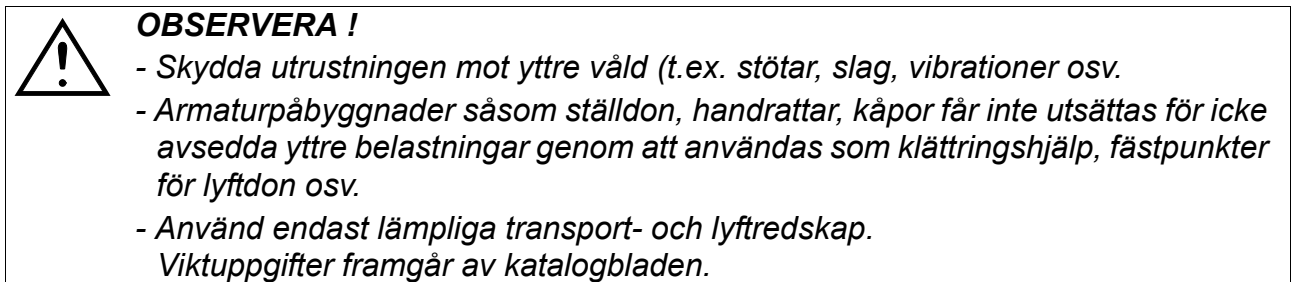 OBSERVERA !
- Skydda utrustningen mot yttre våld (t.ex. stötar, slag, vibrationer osv.
- Armaturpåbyggnader såsom ställdon, handrattar, kåpor får inte utsättas för icke
avsedda yttre belastningar genom att användas som klättringshjälp, fästpunkter
för lyftdon osv.
- Använd endast lämpliga transport- och lyftredskap.
Viktuppgifter framgår av katalogbladen.